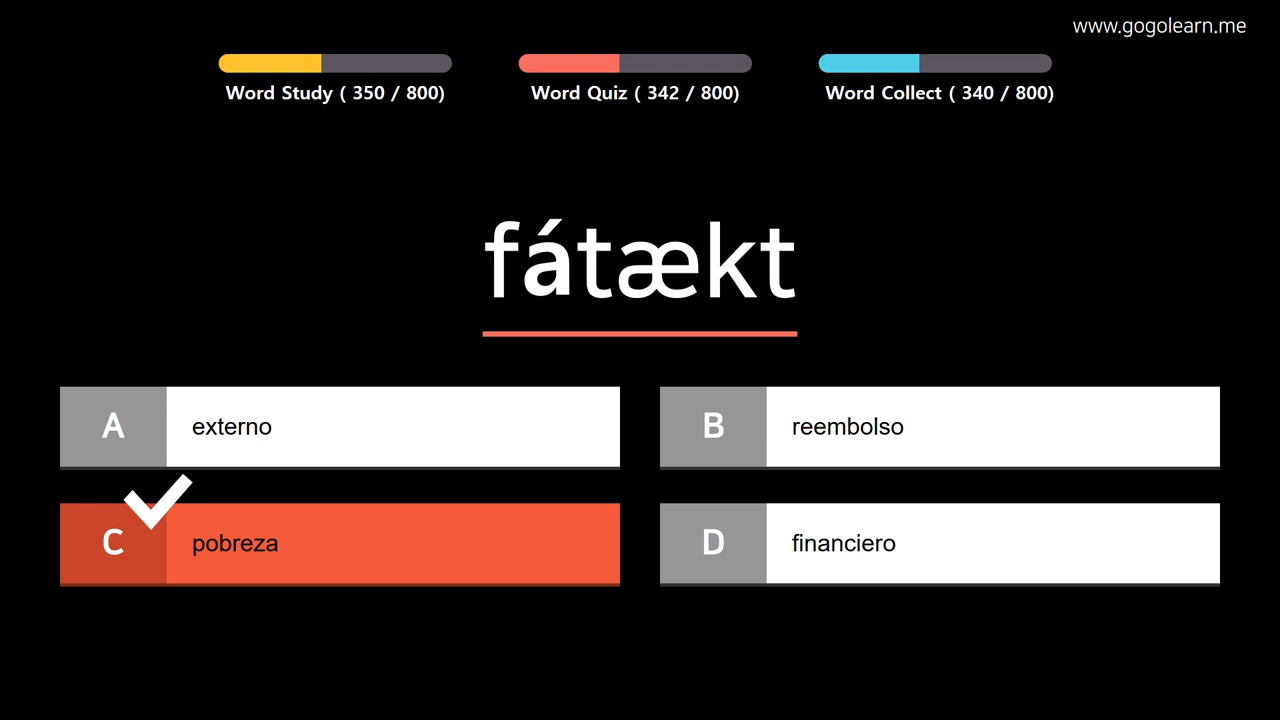 www.gogolearn.me
Word Study ( 350 / 800)
Word Quiz ( 342 / 800)
Word Collect ( 340 / 800)
fátækt
A externo
B reembolso
C pobreza
D financiero